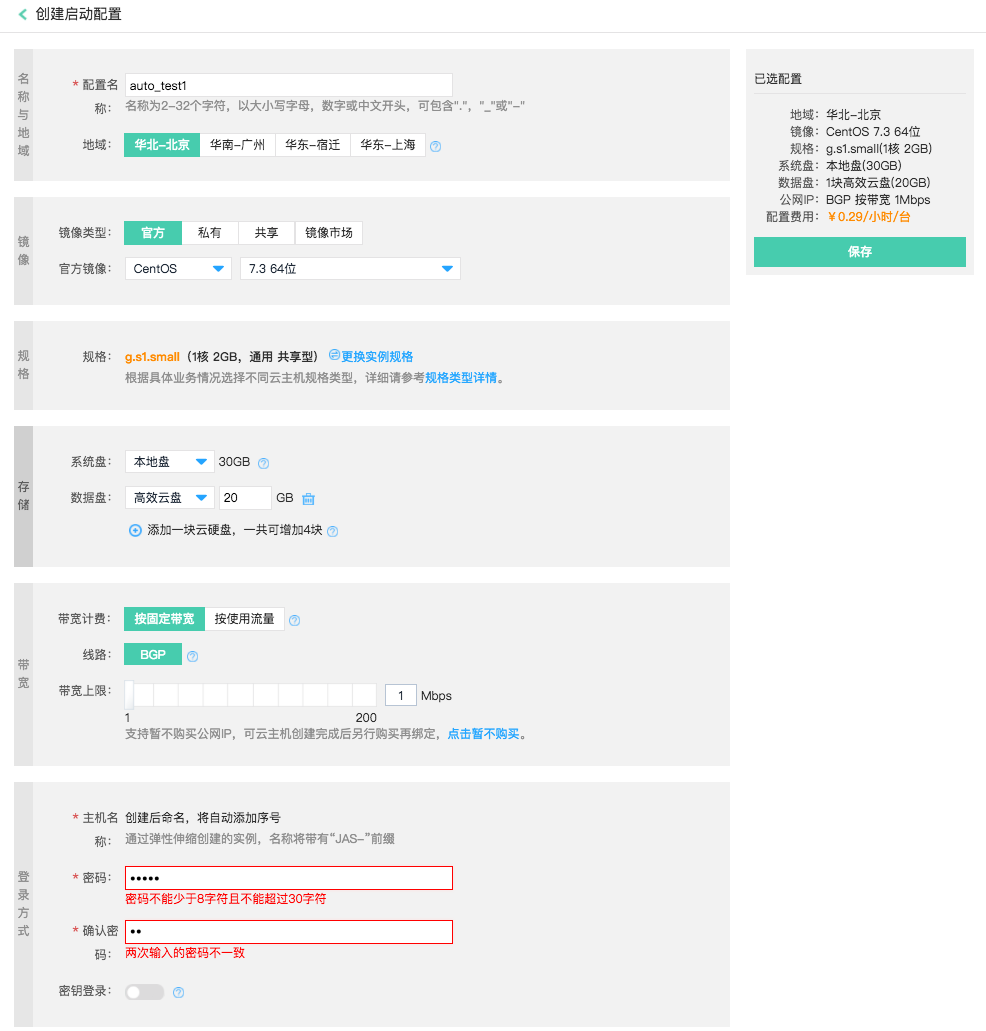 创建启动配置
名称与地域
* 配置名称: auto_test1
名称为2-32个字符，以大小写字母，数字或中文开头，可包含".", "_"或"-"
地域: 华北-北京 华南-广州 华东-宿迁 华东-上海
镜像
镜像类型: 官方 私有 共享 镜像市场
官方镜像: CentOS 7.3 64位
规格
规格: g.s1.small (1核 2GB, 通用 共享型) 更换实例规格
根据具体业务情况选择不同云主机规格类型，详细请参考规格类型详情。
存储
系统盘: 本地盘 30GB
数据盘: 高效云盘 20 GB
添加一块云硬盘，一共可增加4块
带宽
带宽计费: 按固定带宽 按使用流量
线路: BGP
带宽上限: 1 Mbps
1 200
支持暂不购买公网IP，可云主机创建完成后另行购买再绑定，点击暂不购买。
登录方式
* 主机名称: 创建后命名，将自动添加序号
通过弹性伸缩创建的实例，名称将带有“JAS-”前缀
* 密码: •••••
密码不能少于8字符且不能超过30字符
* 确认密码: ••
两次输入的密码不一致
密钥登录:
已选配置
地域: 华北-北京
镜像: CentOS 7.3 64位
规格: g.s1.small(1核 2GB)
系统盘: 本地盘(30GB)
数据盘: 1块高效云盘(20GB)
公网IP: BGP 按带宽 1Mbps
配置费用: ￥0.29/小时/台
保存